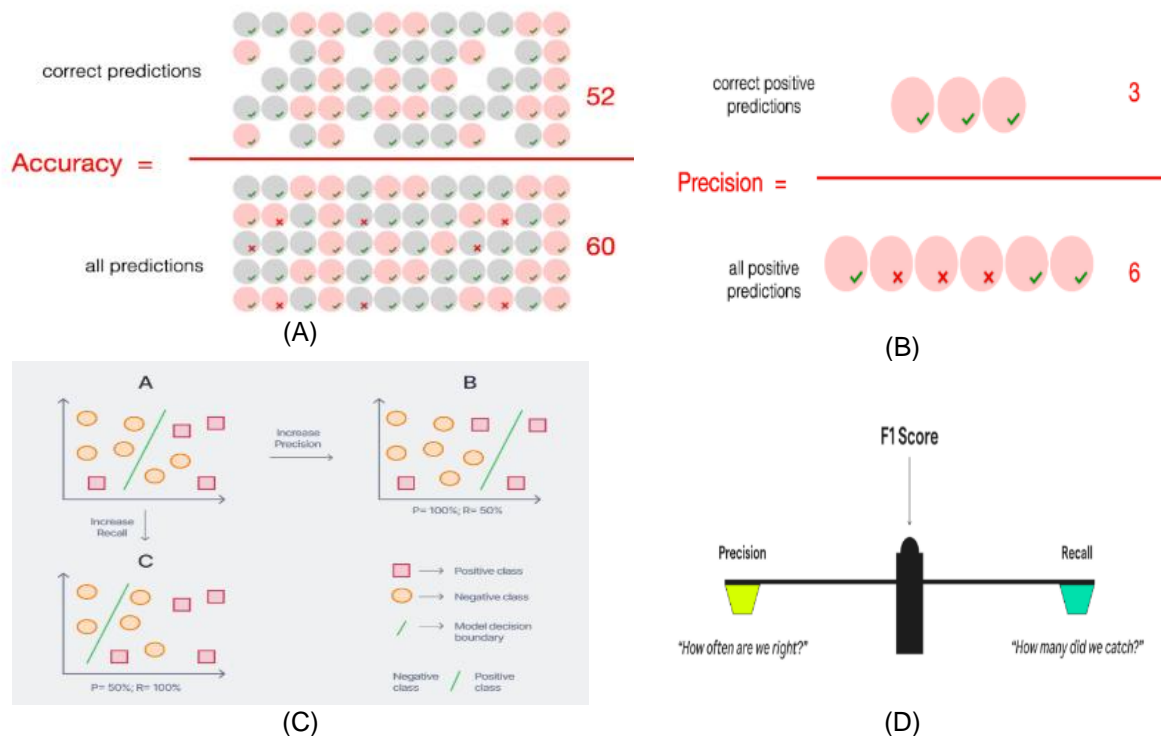 correct predictions
52
Accuracy =
all predictions
60
(A)
correct positive
predictions
3
Precision =
all positive
predictions
6
(B)
A
Increase
Precision
B
P= 100%; R= 50%
Increase
Recall
C
P= 50%; R= 100%
Positive class
Negative class
Model decision
boundary
Negative
class
Positive
class
(C)
F1 Score
Precision
Recall
"How often are we right?"
"How many did we catch?"
(D)